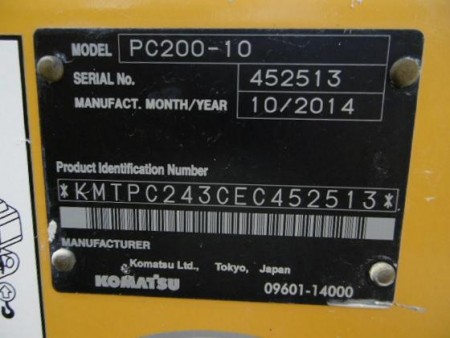 MODEL PC200-10
SERIAL No. 452513
MANUFACT. MONTH/YEAR 10/2014
Product Identification Number
*KMTPC243CEC452513*
MANUFACTURER
Komatsu Ltd., Tokyo, Japan
KOMATSU 09601-14000